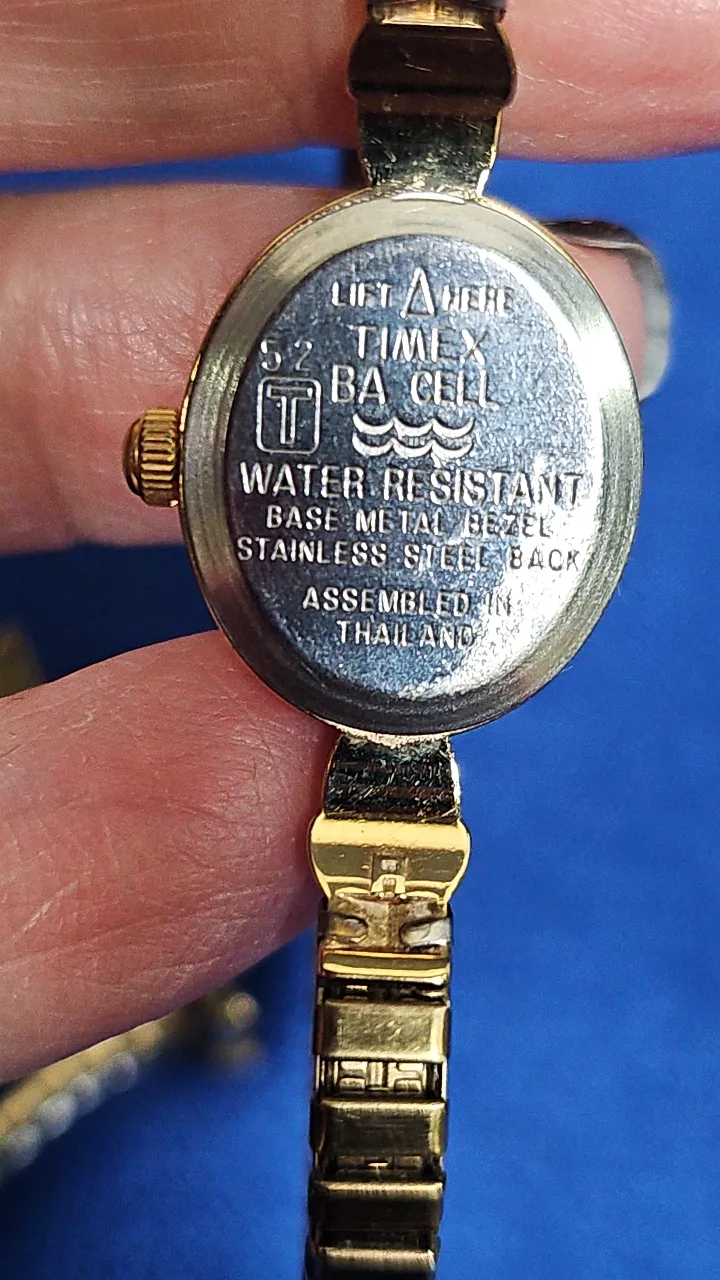 LIFT △ HERE
TIMEX
52
BA CELL
T
WATER RESISTANT
BASE METAL BEZEL
STAINLESS STEEL BACK
ASSEMBLED IN
THAILAND